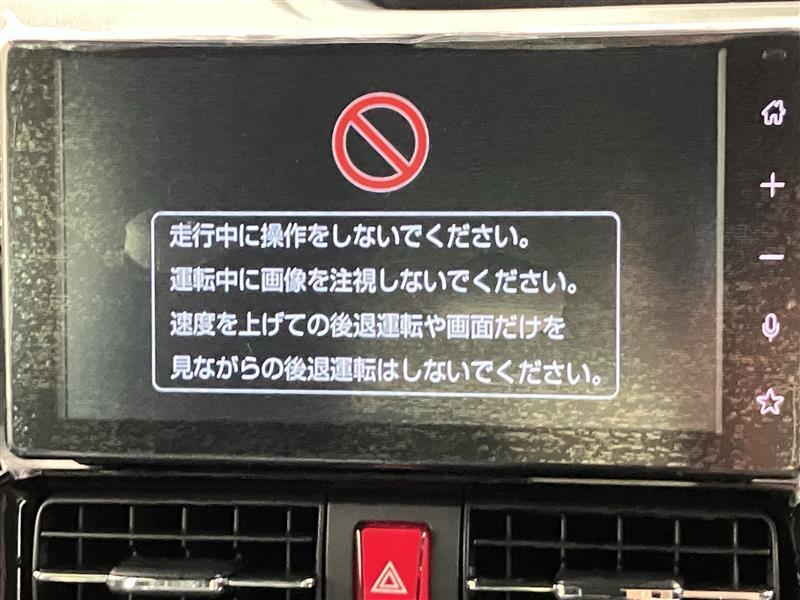 走行中に操作をしないでください。
運転中に画像を注視しないでください。
速度を上げての後退運転や画面だけを
見ながらの後退運転はしないでください。